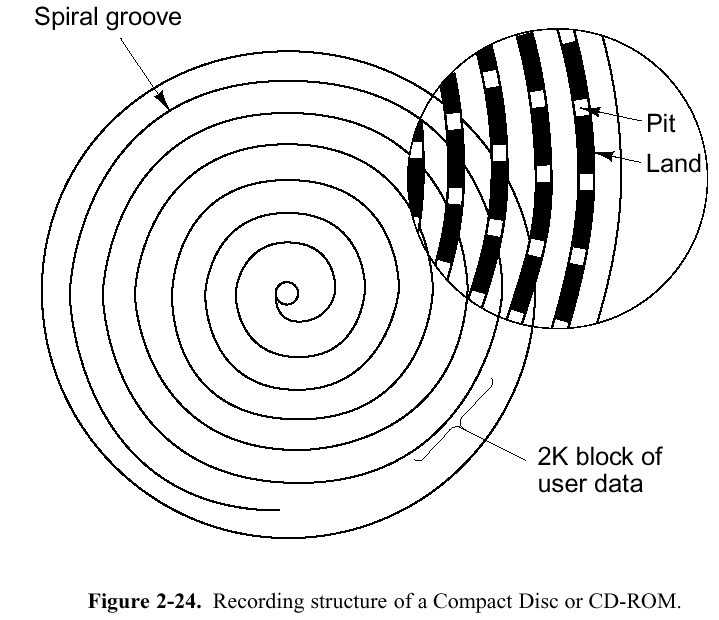 Spiral groove
Pit
Land
2K block of
user data
Figure 2-24. Recording structure of a Compact Disc or CD-ROM.